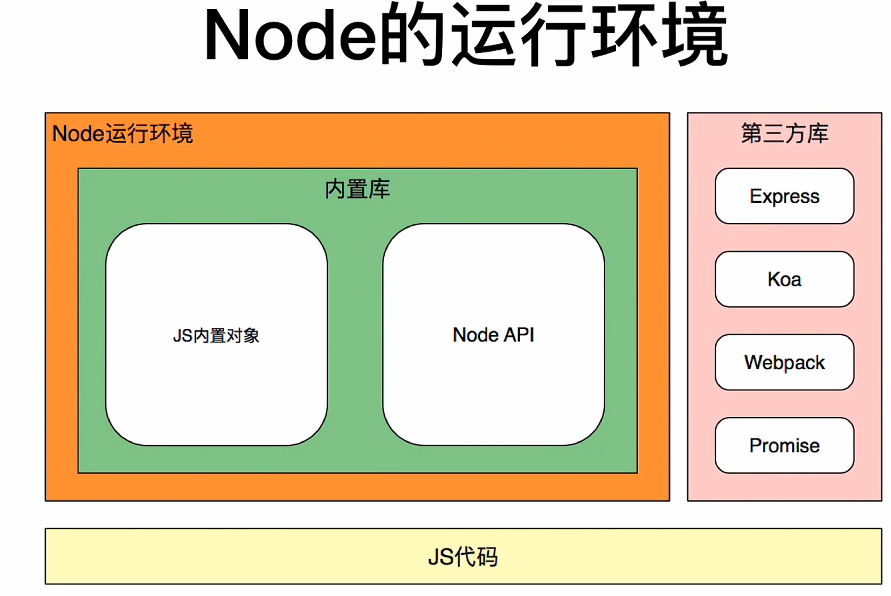 Node的运行环境
Node运行环境
内置库
JS内置对象
Node API
第三方库
Express
Koa
Webpack
Promise
JS代码